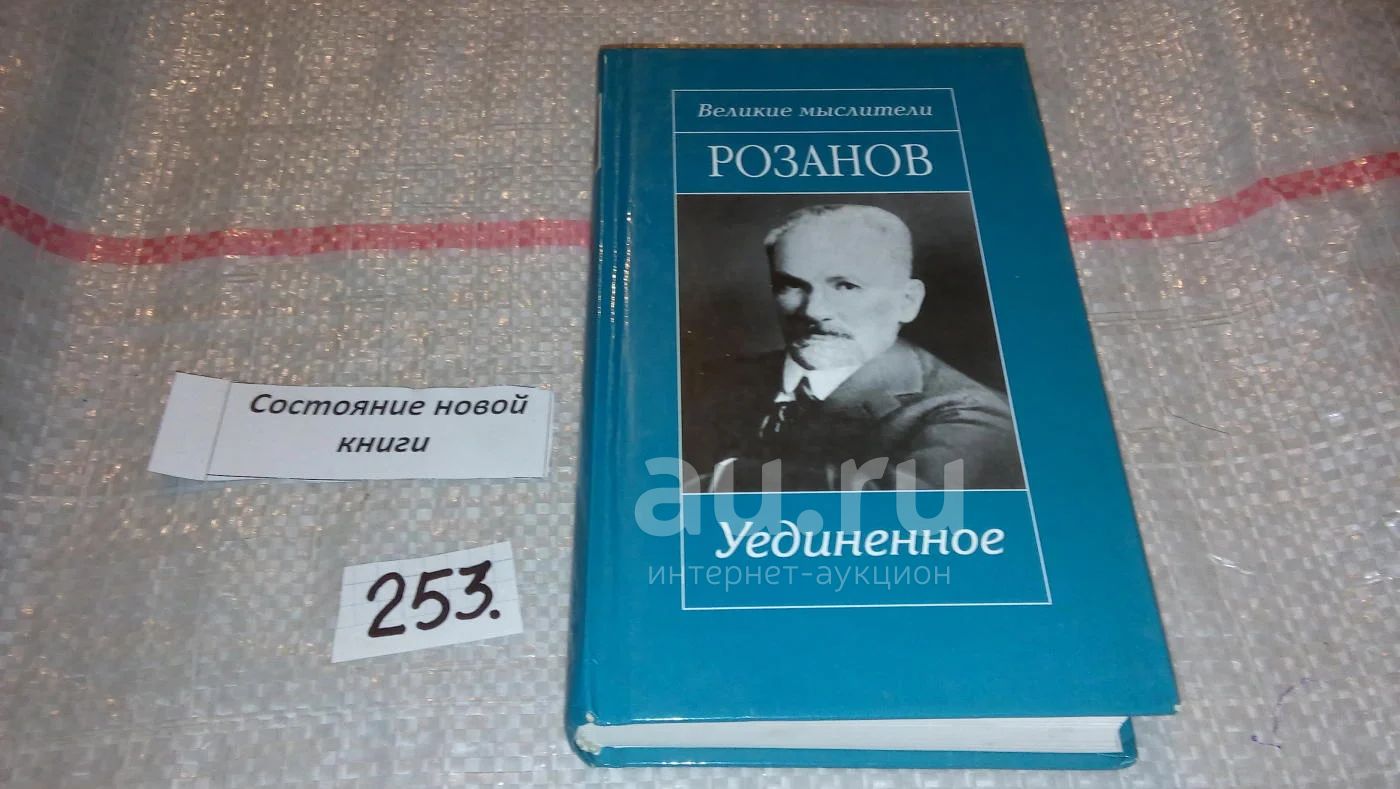 Великие мыслители
РОЗАНОВ
au.ru
Уединенное
интернет-аукцион
Состояние новой
книги
253.